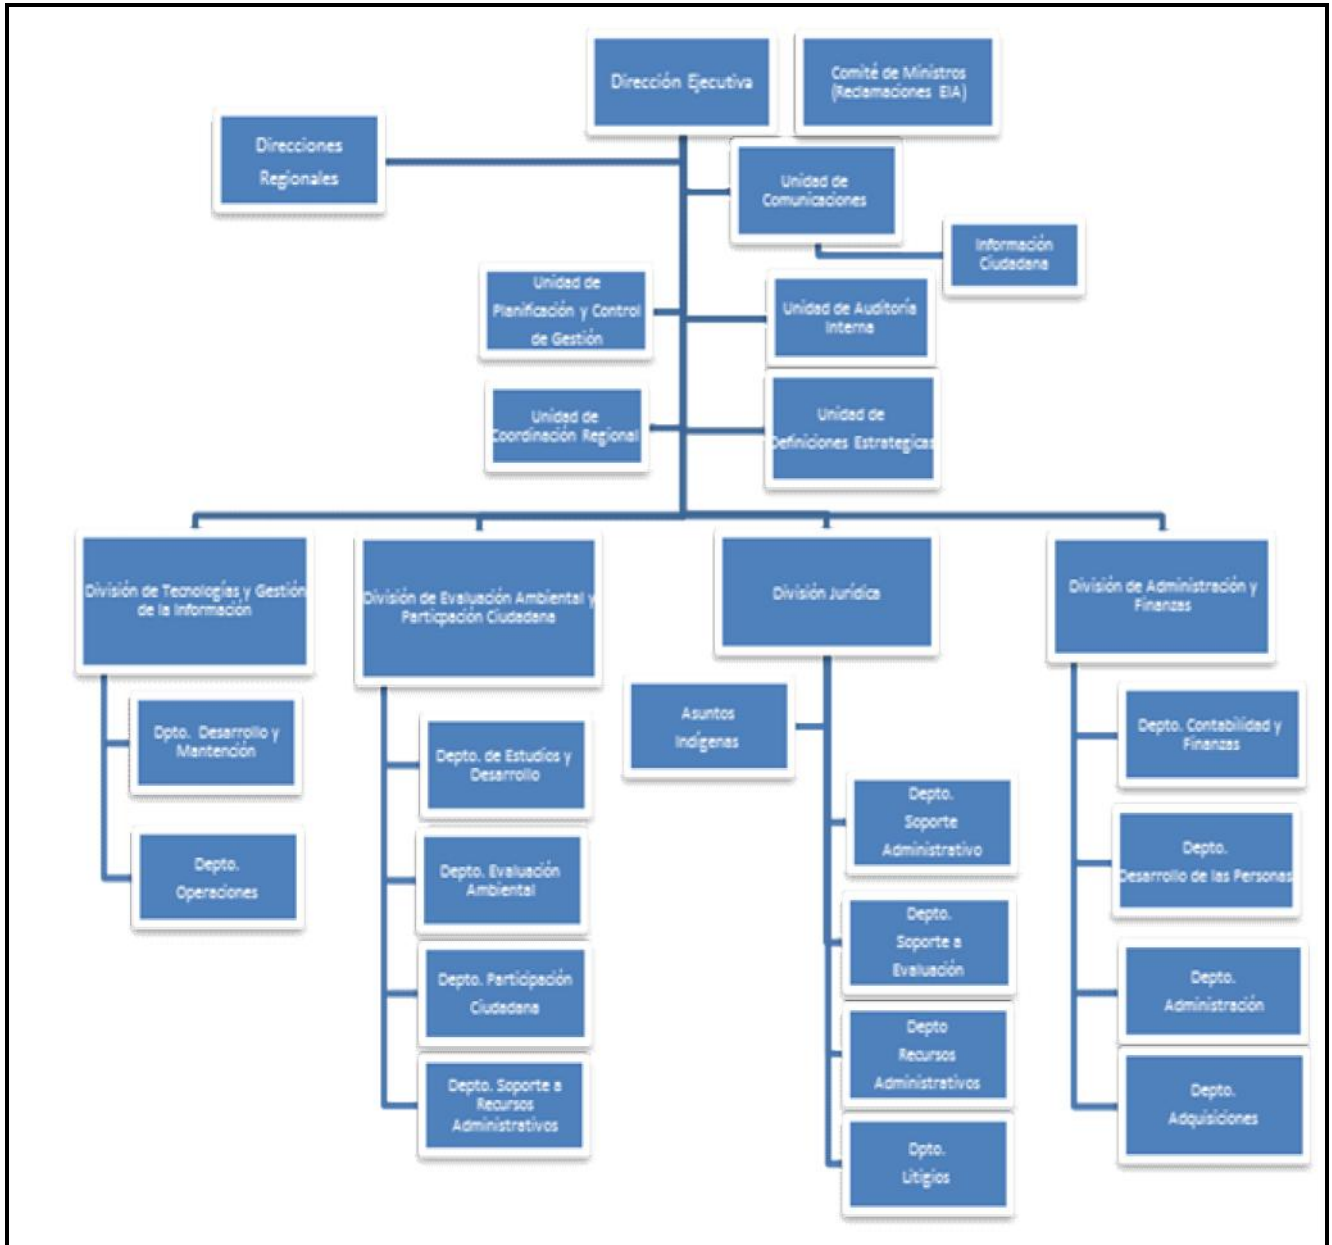 Dirección Ejecutiva
Comité de Ministros
(Reclamaciones EIA)
Direcciones
Regionales
Unidad de
Comunicaciones
Información
Ciudadana
Unidad de
Planificación y Control
de Gestión
Unidad de Auditoría
Interna
Unidad de
Coordinación Regional
Unidad de
Definiciones Estrategicas
División de Tecnologías y Gestión
de la Información
División de Evaluación Ambiental y
Particpación Ciudadana
División Jurídica
División de Administración y
Finanzas
Dpto. Desarrollo y
Mantención
Depto.
Operaciones
Depto. de Estudios y
Desarrollo
Depto. Evaluación
Ambiental
Depto. Participación
Ciudadana
Depto. Soporte a
Recursos
Administrativos
Asuntos
Indígenas
Depto.
Soporte
Administrativo
Depto.
Soporte a
Evaluación
Depto
Recursos
Administrativos
Dpto.
Litigios
Depto. Contabilidad y
Finanzas
Depto.
Desarrollo de las Personas
Depto.
Administración
Depto.
Adquisiciones